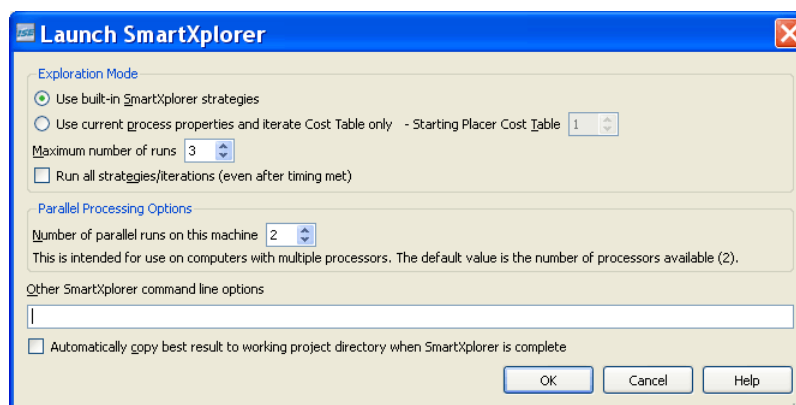 ISE Launch SmartXplorer
Exploration Mode
Use built-in SmartXplorer strategies
Use current process properties and iterate Cost Table only - Starting Placer Cost Table 1
Maximum number of runs 3
Run all strategies/iterations (even after timing met)
Parallel Processing Options
Number of parallel runs on this machine 2
This is intended for use on computers with multiple processors. The default value is the number of processors available (2).
Other SmartXplorer command line options
Automatically copy best result to working project directory when SmartXplorer is complete
OK Cancel Help